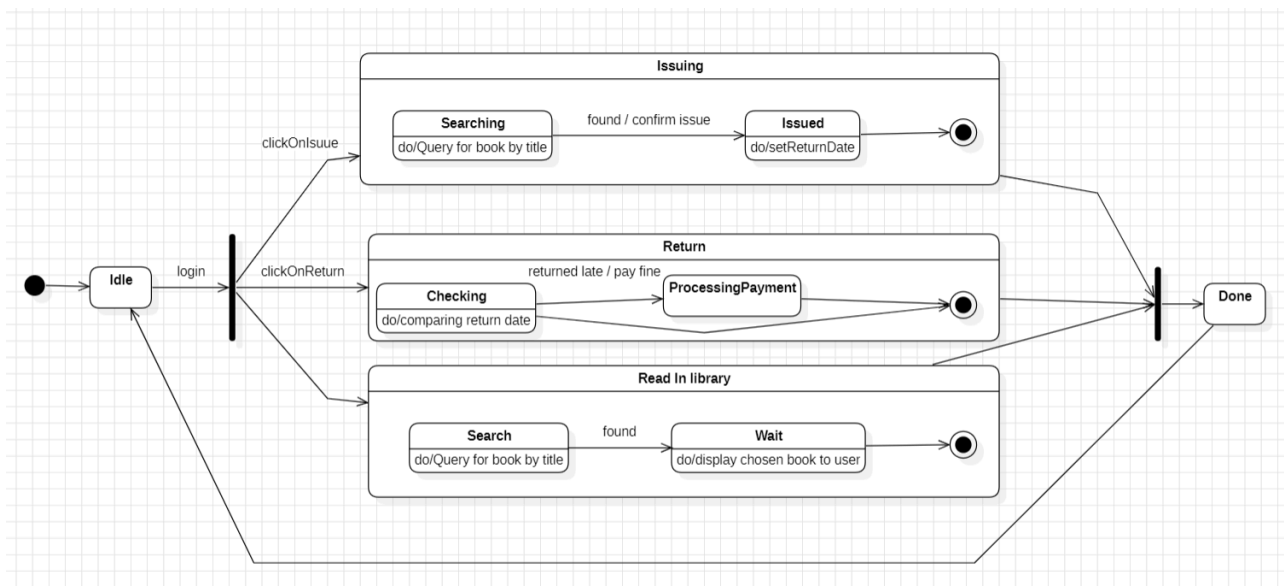 Issuing
Searching
do/Query for book by title
found / confirm issue
Issued
do/setReturnDate
clickOnIsuue
Idle
login
clickOnReturn
Return
returned late / pay fine
Checking
do/comparing return date
ProcessingPayment
Done
Read In library
Search
do/Query for book by title
found
Wait
do/display chosen book to user